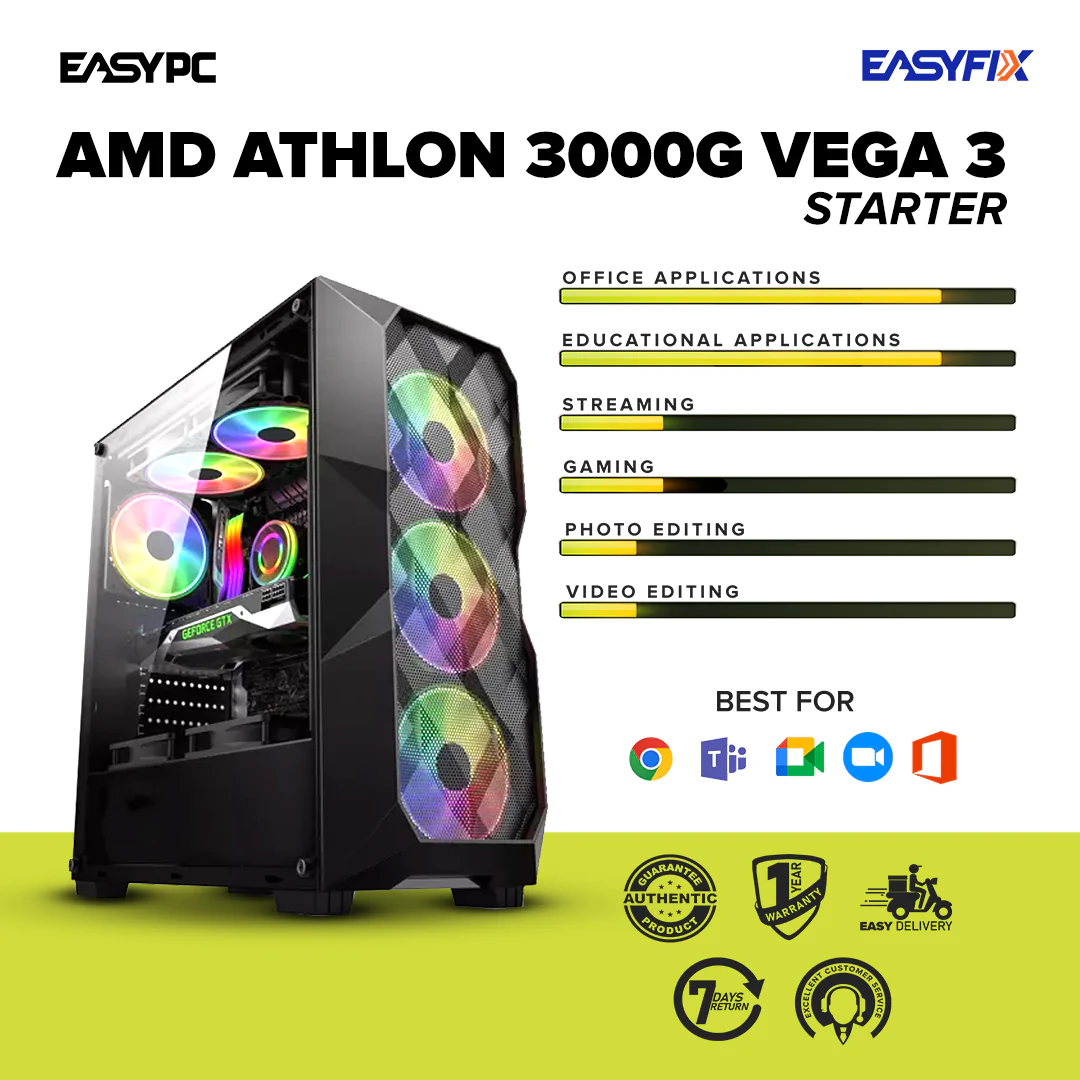 EASYPC
EASYFIX
AMD ATHLON 3000G VEGA 3
STARTER
OFFICE APPLICATIONS
EDUCATIONAL APPLICATIONS
STREAMING
GAMING
PHOTO EDITING
VIDEO EDITING
GEFORCE GTX
BEST FOR
T
GUARANTEE
AUTHENTIC
PRODUCT
1 YEAR
WARRANTY
EASY DELIVERY
7 DAYS
RETURN
EXCELLENT CUSTOMER SERVICE